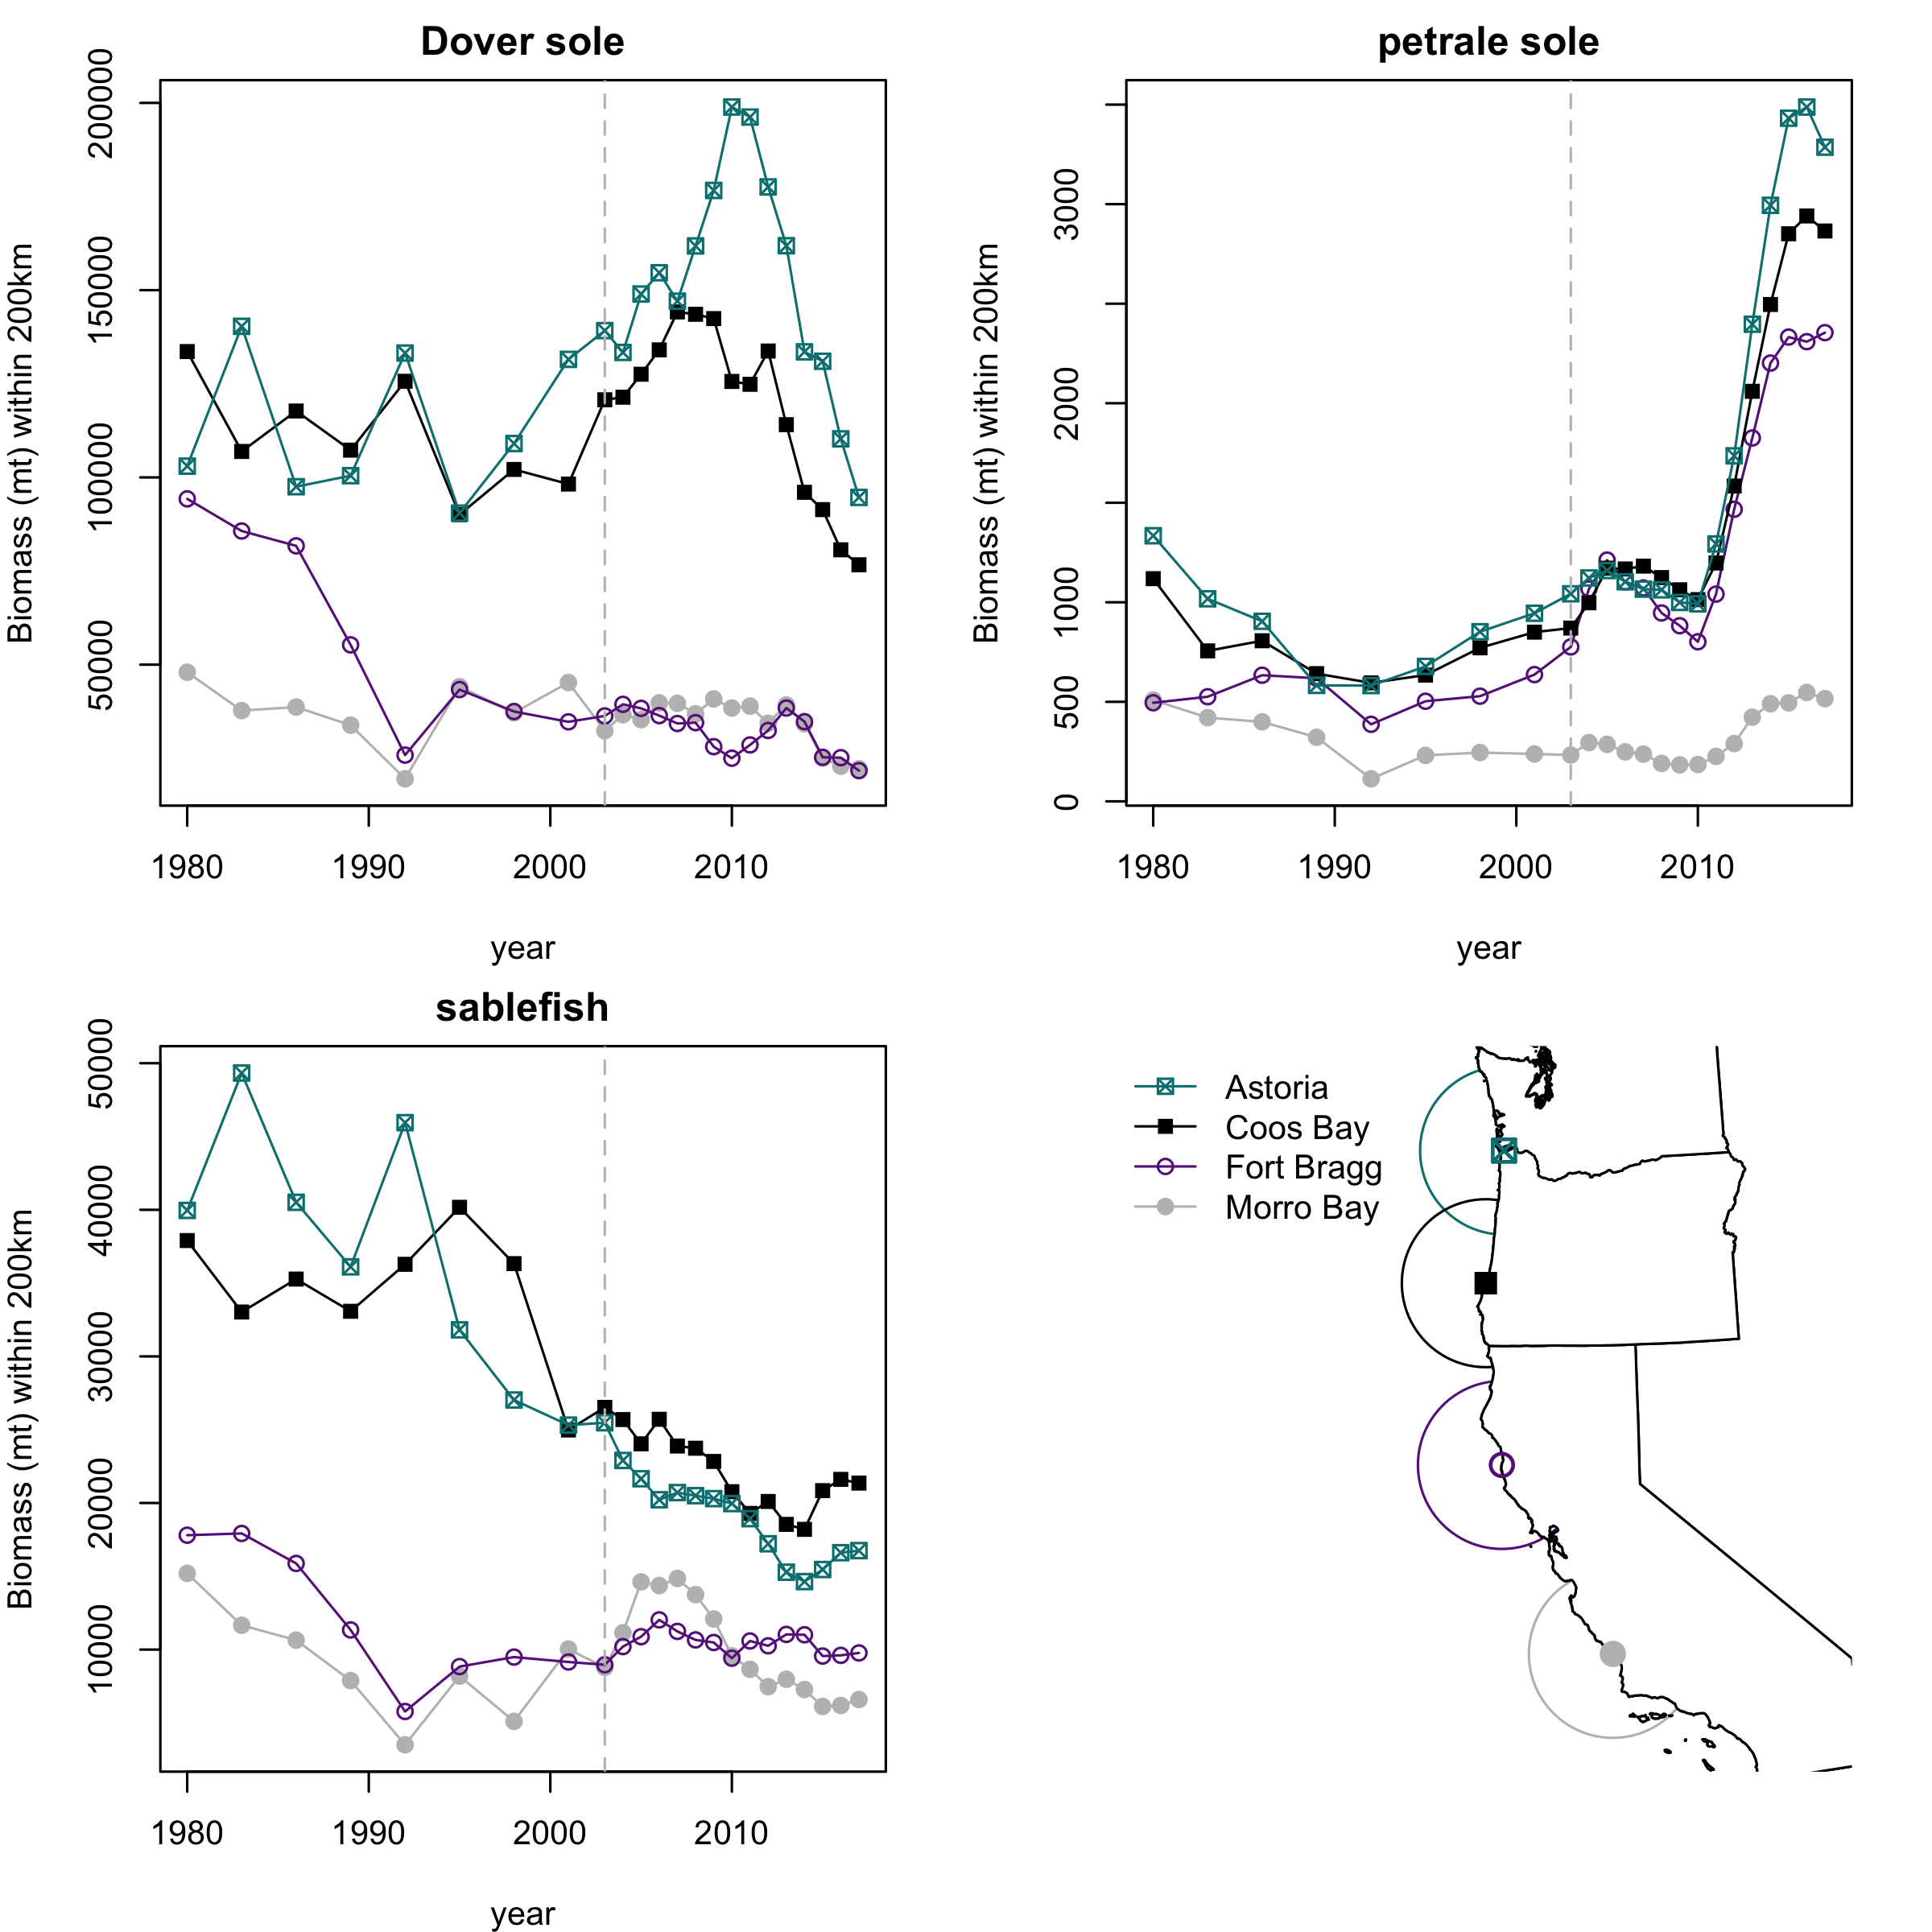 Dover sole
Biomass (mt) within 200km
200000
150000
100000
50000
1980 1990 2000 2010
year
petrale sole
Biomass (mt) within 200km
3000
2000
1000
500
0
1980 1990 2000 2010
year
sablefish
Biomass (mt) within 200km
50000
40000
30000
20000
10000
1980 1990 2000 2010
year
Astoria
Coos Bay
Fort Bragg
Morro Bay